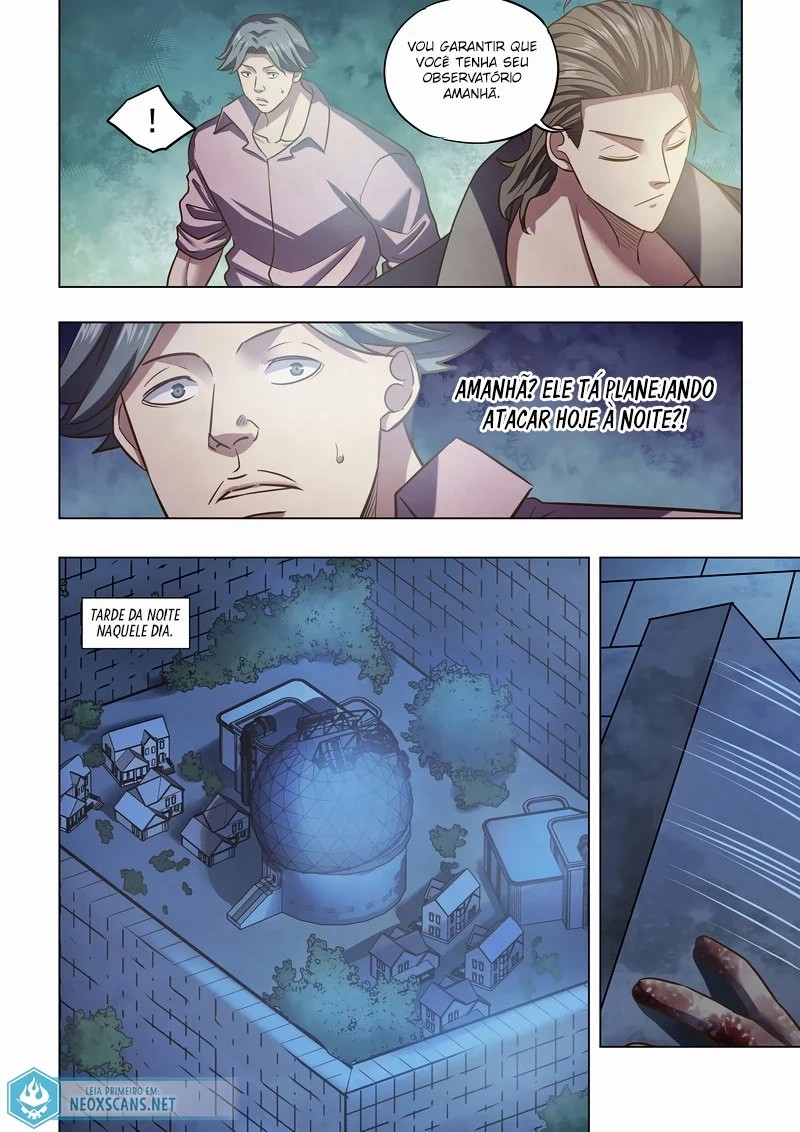 VOU GARANTIR QUE
VOCÊ TENHA SEU
OBSERVATÓRIO
AMANHÃ.
!
AMANHÃ? ELE TÁ PLANEJANDO
ATACAR HOJE À NOITE?!
TARDE DA NOITE
NAQUELE DIA.
LEIA PRIMEIRO EM:
NEOXSCANS.NET